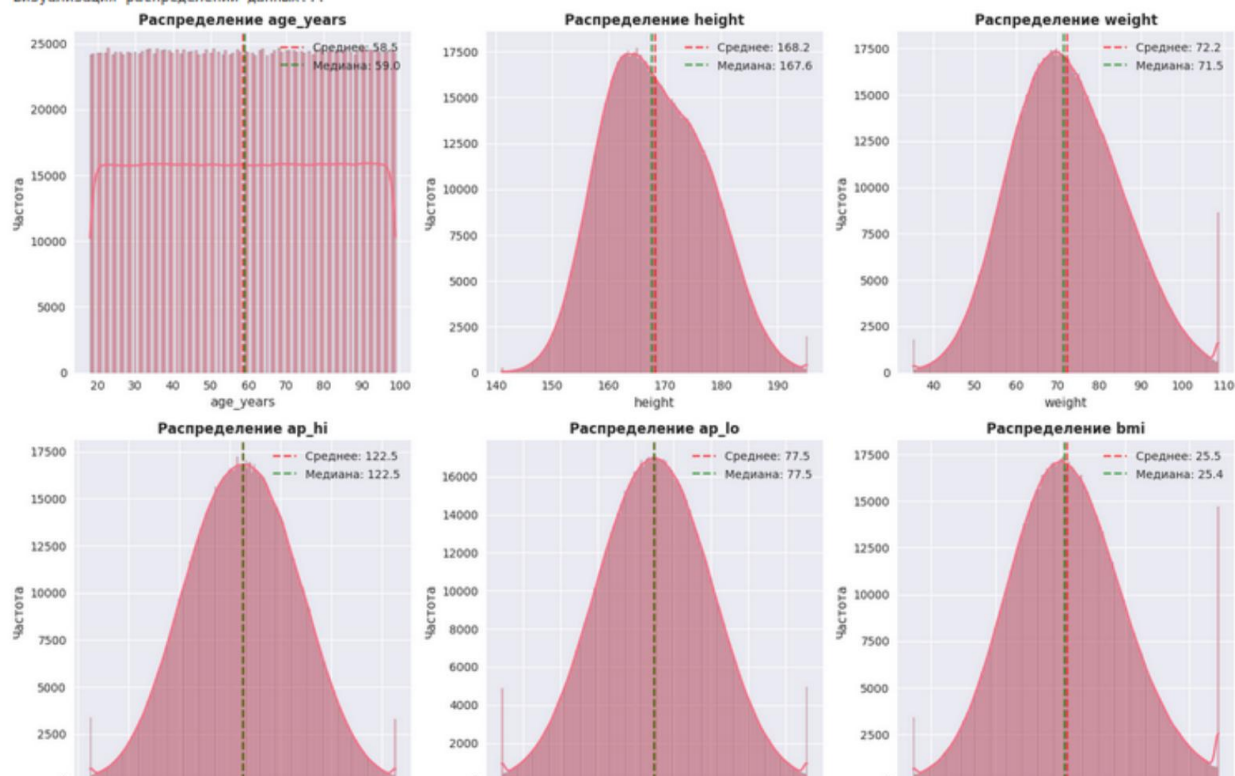 Визуализация распределений данных...
Распределение age_years
Среднее: 58.5
Медиана: 59.0
25000
20000
15000
10000
5000
0
Частота
20 30 40 50 60 70 80 90 100
age_years
Распределение height
Среднее: 168.2
Медиана: 167.6
17500
15000
12500
10000
7500
5000
2500
0
Частота
140 150 160 170 180 190
height
Распределение weight
Среднее: 72.2
Медиана: 71.5
17500
15000
12500
10000
7500
5000
2500
0
Частота
40 50 60 70 80 90 100 110
weight
Распределение ap_hi
Среднее: 122.5
Медиана: 122.5
17500
15000
12500
10000
7500
5000
2500
Частота
Распределение ap_lo
Среднее: 77.5
Медиана: 77.5
16000
14000
12000
10000
8000
6000
4000
2000
Частота
Распределение bmi
Среднее: 25.5
Медиана: 25.4
17500
15000
12500
10000
7500
5000
2500
Частота